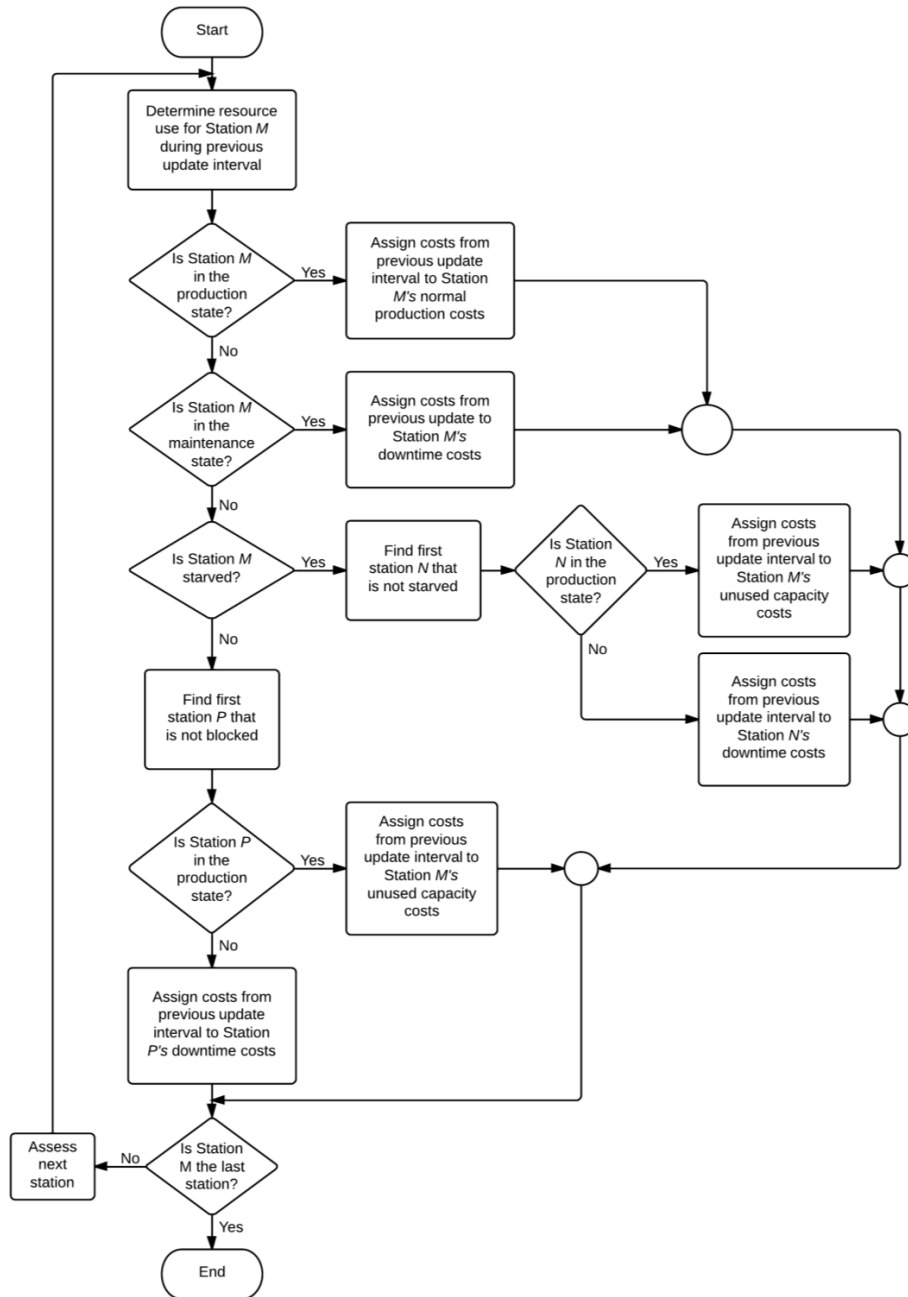 Start
Determine resource
use for Station M
during previous
update interval
Is Station M
in the
production
state?
Yes
Assign costs from
previous update
interval to Station
M's normal
production costs
No
Is Station M
in the
maintenance
state?
Yes
Assign costs from
previous update to
Station M's
downtime costs
No
Is Station M
starved?
Yes
Find first
station N that
is not starved
Is Station
N in the
production
state?
Yes
Assign costs
from previous
update interval to
Station M's
unused capacity
costs
No
No
Assign costs
from previous
update interval to
Station N's
downtime costs
Find first
station P that
is not blocked
Is Station P
in the
production
state?
Yes
Assign costs
from previous
update interval to
Station M's
unused capacity
costs
No
Assign costs from
previous update
interval to Station
P's downtime costs
Is Station
M the last
station?
No
Assess
next
station
Yes
End